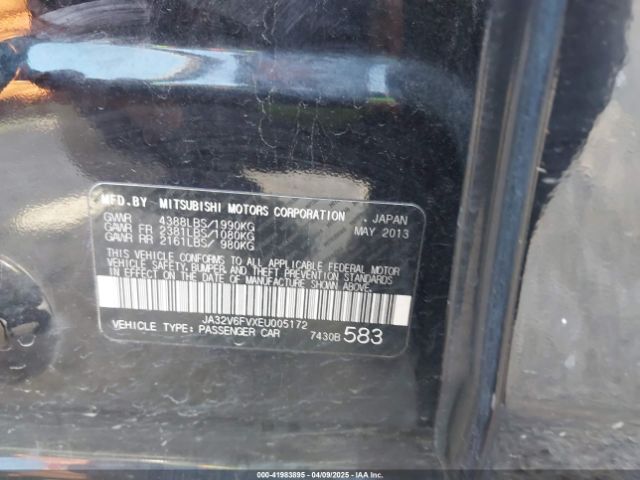 MFD.BY MITSUBISHI MOTORS CORPORATION , JAPAN
GVWR 4388LBS/1990KG MAY 2013
GAWR FR 2381LBS/1080KG
GAWR RR 2161LBS/ 980KG
THIS VEHICLE CONFORMS TO ALL APPLICABLE FEDERAL MOTOR
VEHICLE SAFETY, BUMPER, AND THEFT PREVENTION STANDARDS
IN EFFECT ON THE DATE OF MANUFACTURE SHOWN ABOVE.
JA32V6FVXEU005172
VEHICLE TYPE: PASSENGER CAR 7430B 583
000-41983895 - 04/09/2025 - IAA Inc.